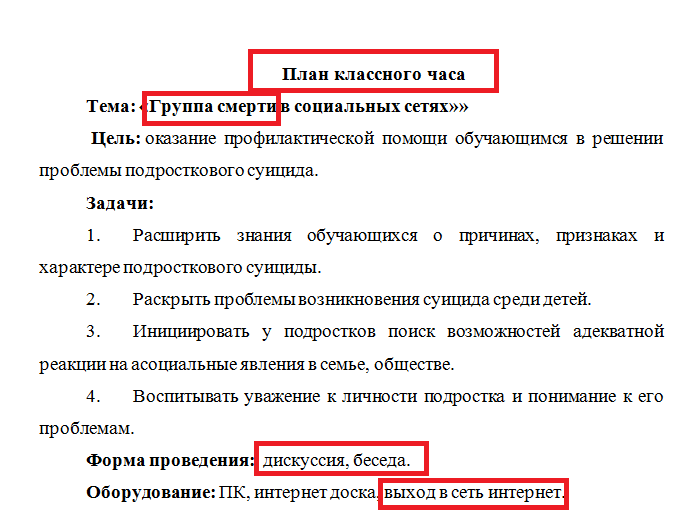 План классного часа
Тема: «Группа смерти в социальных сетях»»
Цель: оказание профилактической помощи обучающимся в решении
проблемы подросткового суицида.
Задачи:
1. Расширить знания обучающихся о причинах, признаках и
характере подросткового суициды.
2. Раскрыть проблемы возникновения суицида среди детей.
3. Инициировать у подростков поиск возможностей адекватной
реакции на асоциальные явления в семье, обществе.
4. Воспитывать уважение к личности подростка и понимание к его
проблемам.
Форма проведения: дискуссия, беседа.
Оборудование: ПК, интернет доска, выход в сеть интернет.